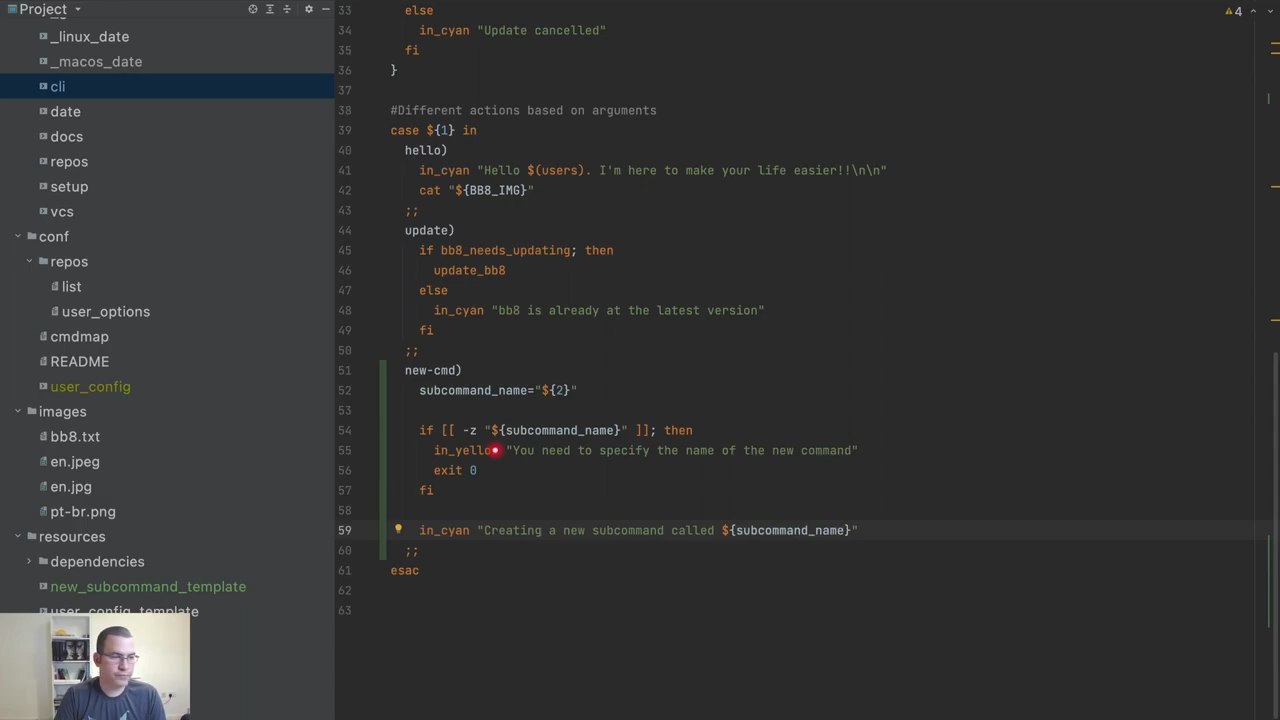 Project
_linux_date
_macos_date
cli
date
docs
repos
setup
vcs
conf
repos
list
user_options
cmdmap
README
user_config
images
bb8.txt
en.jpeg
en.jpg
pt-br.png
resources
dependencies
new_subcommand_template
user_config_template
4
33 else
34 in_cyan "Update cancelled"
35 fi
36 }
37
38 #Different actions based on arguments
39 case ${1} in
40 hello)
41 in_cyan "Hello $(users). I'm here to make your life easier!!\n\n"
42 cat "${BB8_IMG}"
43 ;;
44 update)
45 if bb8_needs_updating; then
46 update_bb8
47 else
48 in_cyan "bb8 is already at the latest version"
49 fi
50 ;;
51 new-cmd)
52 subcommand_name="${2}"
53
54 if [[ -z "${subcommand_name}" ]]; then
55 in_yello "You need to specify the name of the new command"
56 exit 0
57 fi
58
59 in_cyan "Creating a new subcommand called ${subcommand_name}"
60 ;;
61 esac
62
63